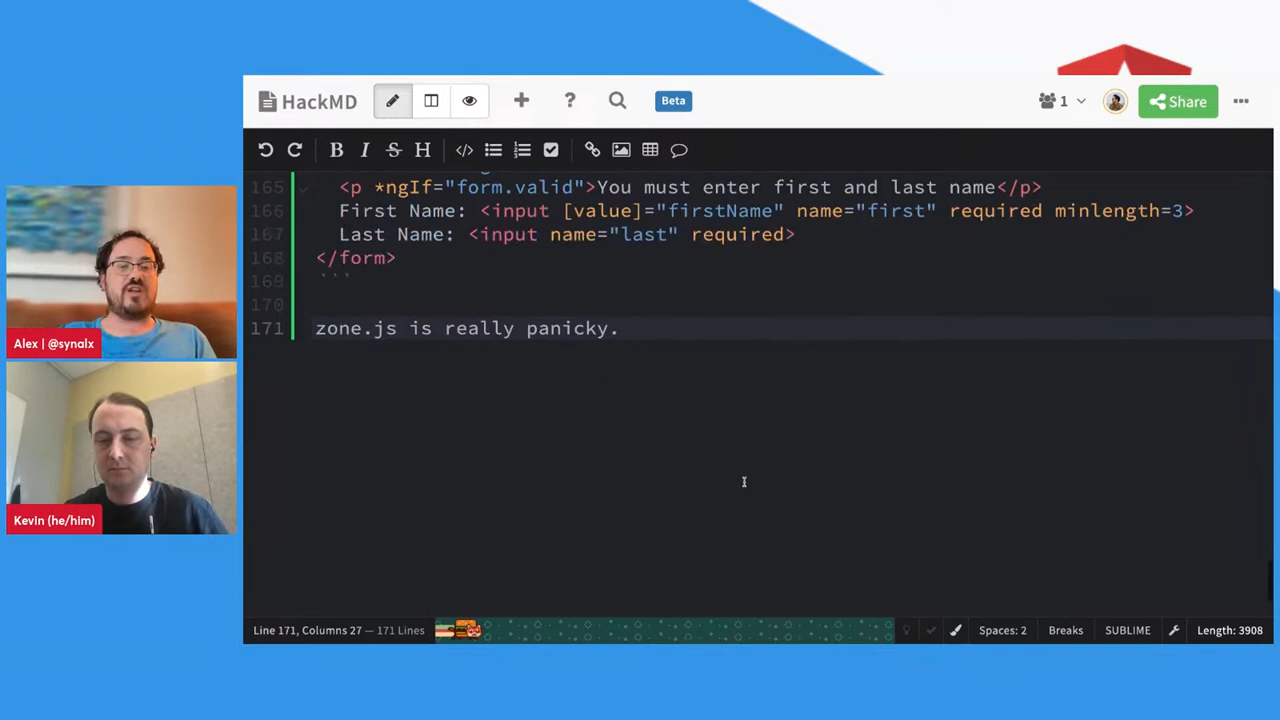 HackMD
Beta
1
Share
165 <p *ngIf="form.valid">You must enter first and last name</p>
166 First Name: <input [value]="firstName" name="first" required minlength=3>
167 Last Name: <input name="last" required>
168 </form>
169 ```
170
171 zone.js is really panicky.
Alex | @synalx
Kevin (he/him)
Line 171, Columns 27 — 171 Lines
Spaces: 2
Breaks
SUBLIME
Length: 3908